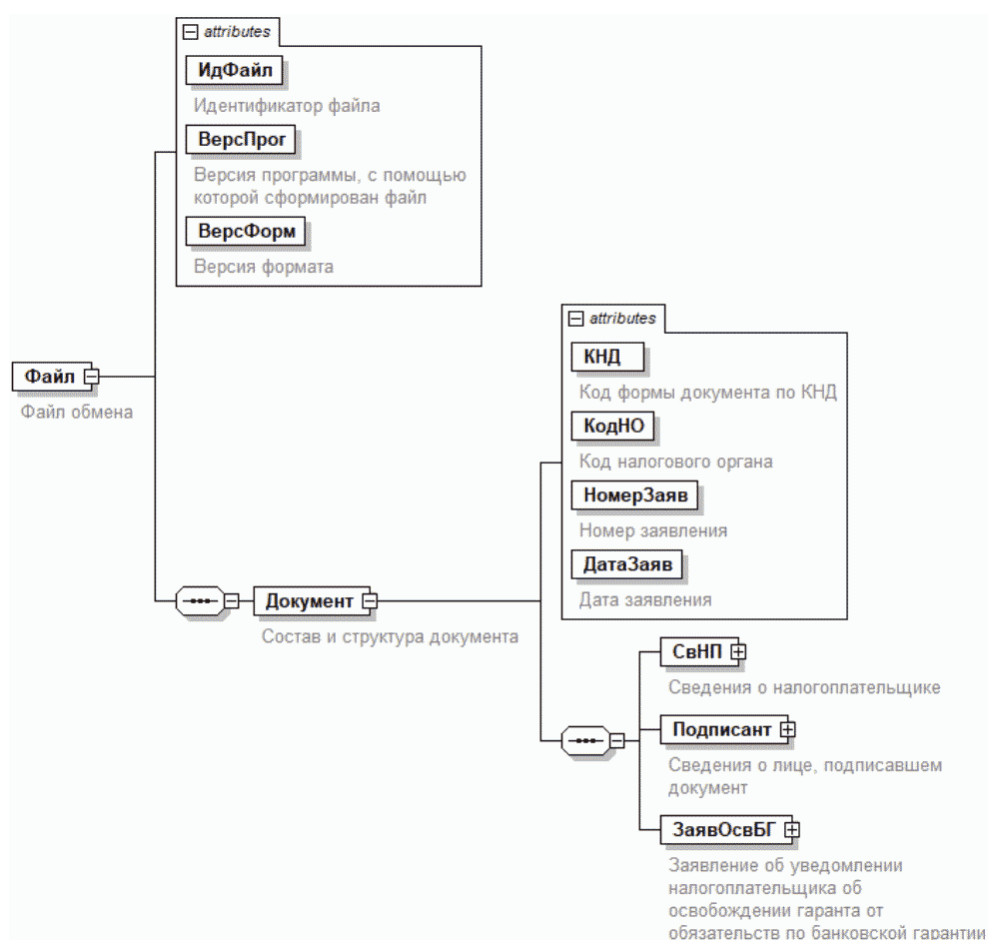 attributes
ИдФайл
Идентификатор файла
ВерсПрог
Версия программы, с помощью
которой сформирован файл
ВерсФорм
Версия формата
Файл
Файл обмена
attributes
КНД
Код формы документа по КНД
КодНО
Код налогового органа
НомерЗаяв
Номер заявления
ДатаЗаяв
Дата заявления
Документ
Состав и структура документа
СвНП
Сведения о налогоплательщике
Подписант
Сведения о лице, подписавшем
документ
ЗаявОсвБГ
Заявление об уведомлении
налогоплательщика об
освобождении гаранта от
обязательств по банковской гарантии